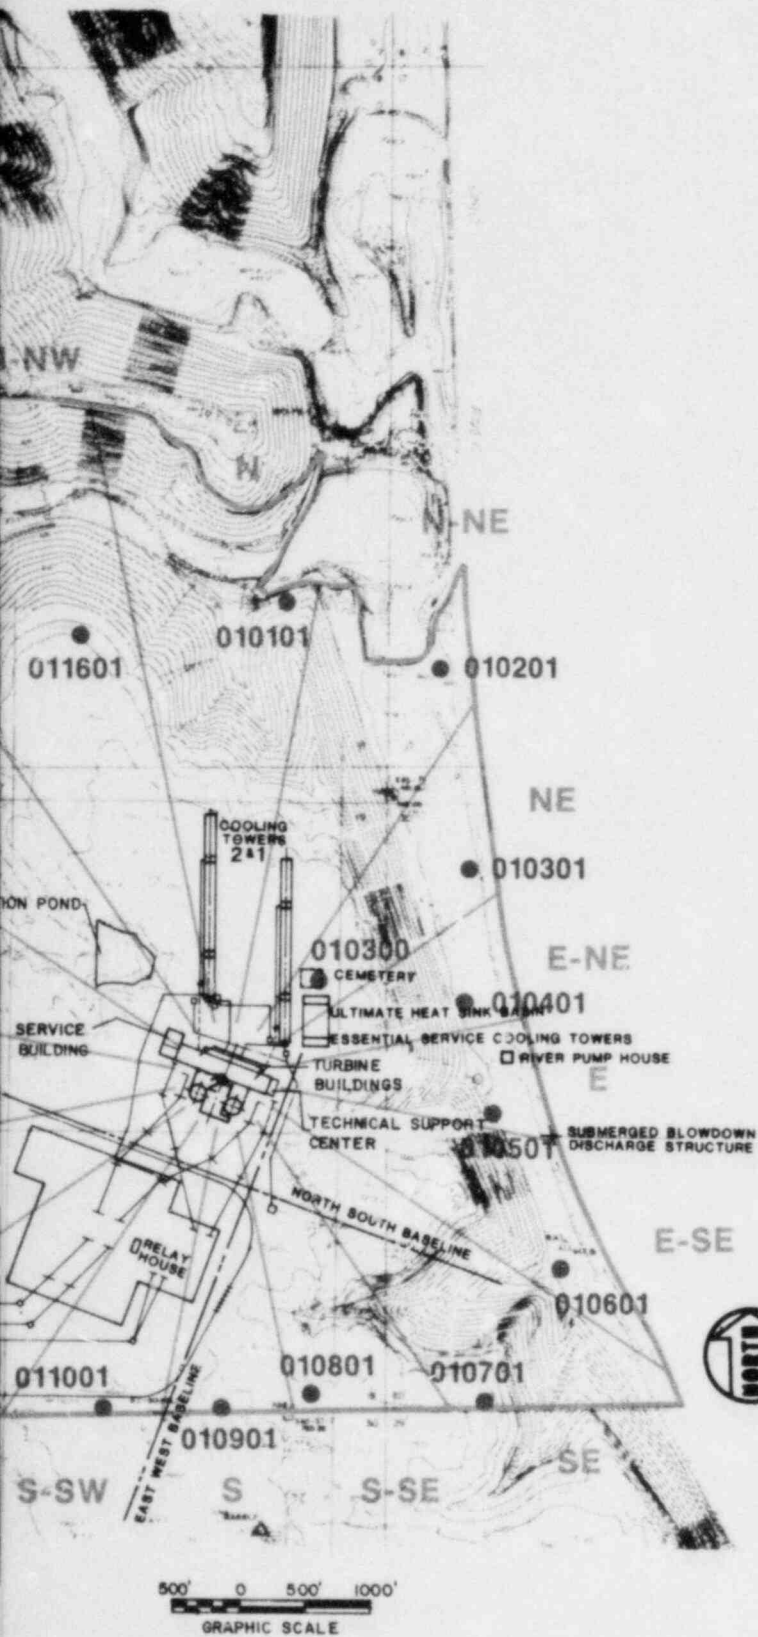 N
N-NE
010101
011601
010201
NE
COOLING
TOWERS
2 & 1
010301
POND
010300
CEMETERY
E-NE
010401
ULTIMATE HEAT SINK BASIN
ESSENTIAL SERVICE COOLING TOWERS
SERVICE
BUILDING
RIVER PUMP HOUSE
TURBINE
BUILDINGS
E
TECHNICAL SUPPORT
CENTER
010501
SUBMERGED BLOWDOWN
DISCHARGE STRUCTURE
NORTH SOUTH BASELINE
E-SE
RELAY
HOUSE
010601
NORTH
011001
010801
010701
EAST WEST BASELINE
010901
S-SW
S
S-SE
SE
500' 0 500' 1000'
GRAPHIC SCALE